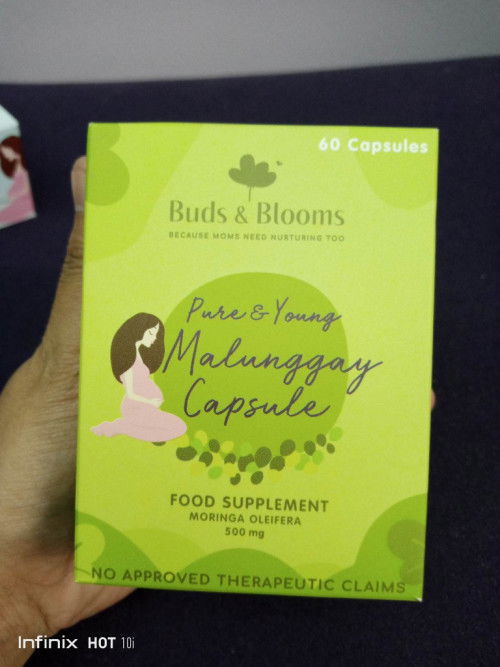 60 Capsules
Buds & Blooms
BECAUSE MOMS NEED NURTURING TOO
Pure & Young
Malunggay
Capsule
FOOD SUPPLEMENT
MORINGA OLEIFERA
500 mg
NO APPROVED THERAPEUTIC CLAIMS
Infinix HOT 10i